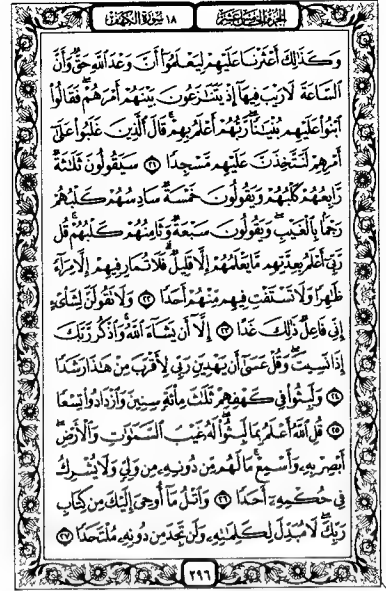 الجزء الخامس عشر
١٨ سورة الكهف
وَكَذَٰلِكَ أَعْثَرْنَا عَلَيْهِمْ لِيَعْلَمُوٓا۟ أَنَّ وَعْدَ ٱللَّهِ حَقٌّ وَأَنَّ
ٱلسَّاعَةَ لَا رَيْبَ فِيهَآ إِذْ يَتَنَٰزَعُونَ بَيْنَهُمْ أَمْرَهُمْ ۖ فَقَالُوا۟
ٱبْنُوا۟ عَلَيْهِم بُنْيَٰنًا ۖ رَّبُّهُمْ أَعْلَمُ بِهِمْ ۚ قَالَ ٱلَّذِينَ غَلَبُوا۟ عَلَىٰٓ
أَمْرِهِمْ لَنَتَّخِذَنَّ عَلَيْهِم مَّسْجِدًا ٢١ سَيَقُولُونَ ثَلَٰثَةٌ
رَّابِعُهُمْ كَلْبُهُمْ وَيَقُولُونَ خَمْسَةٌ سَادِسُهُمْ كَلْبُهُمْ
رَجْمًۢا بِٱلْغَيْبِ ۖ وَيَقُولُونَ سَبْعَةٌ وَثَامِنُهُمْ كَلْبُهُمْ ۚ قُل
رَّبِّىٓ أَعْلَمُ بِعِدَّتِهِم مَّا يَعْلَمُهُمْ إِلَّا قَلِيلٌ ۗ فَلَا تُمَارِ فِيهِمْ إِلَّا مِرَآءً
ظَٰهِرًا وَلَا تَسْتَفْتِ فِيهِم مِّنْهُمْ أَحَدًا ٢٢ وَلَا تَقُولَنَّ لِشَا۟ىْءٍ
إِنِّى فَاعِلٌ ذَٰلِكَ غَدًا ٢٣ إِلَّآ أَن يَشَآءَ ٱللَّهُ ۚ وَٱذْكُر رَّبَّكَ
إِذَا نَسِيتَ وَقُلْ عَسَىٰٓ أَن يَهْدِيَنِ رَبِّى لِأَقْرَبَ مِنْ هَٰذَا رَشَدًا
٢٤ وَلَبِثُوا۟ فِى كَهْفِهِمْ ثَلَٰثَ مِا۟ئَةٍ سِنِينَ وَٱزْدَادُوا۟ تِسْعًا
٢٥ قُلِ ٱللَّهُ أَعْلَمُ بِمَا لَبِثُوا۟ ۖ لَهُۥ غَيْبُ ٱلسَّمَٰوَٰتِ وَٱلْأَرْضِ ۖ
أَبْصِرْ بِهِۦ وَأَسْمِعْ ۚ مَا لَهُم مِّن دُونِهِۦ مِن وَلِىٍّ وَلَا يُشْرِكُ
فِى حُكْمِهِۦٓ أَحَدًا ٢٦ وَٱتْلُ مَآ أُوحِىَ إِلَيْكَ مِن كِتَابِ
رَبِّكَ ۖ لَا مُبَدِّلَ لِكَلِمَٰتِهِۦ وَلَن تَجِدَ مِن دُونِهِۦ مُلْتَحَدًا ٢٧
٢٩٦